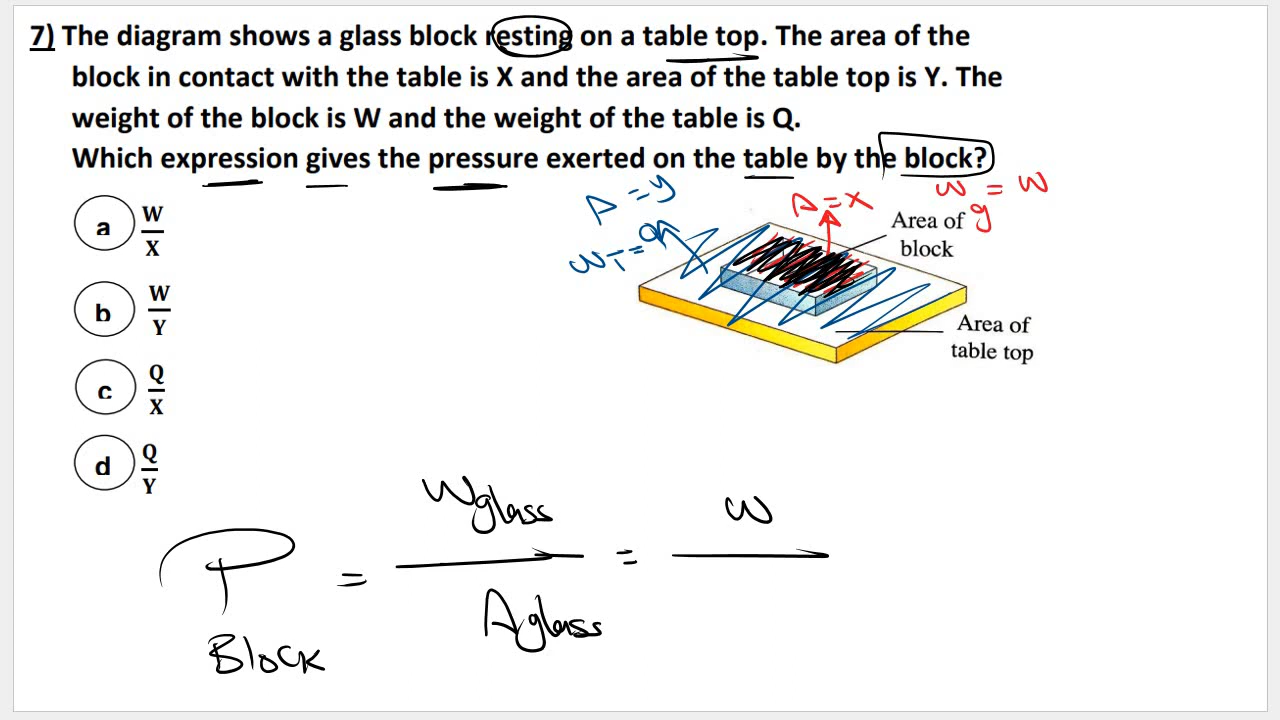 7) The diagram shows a glass block resting on a table top. The area of the
block in contact with the table is X and the area of the table top is Y. The
weight of the block is W and the weight of the table is Q.
Which expression gives the pressure exerted on the table by the block?
a W/X
b W/Y
c Q/X
d Q/Y
A = y
A = x
w g = w
Area of
block
Area of
table top
P Block = Wglass / Aglass = w